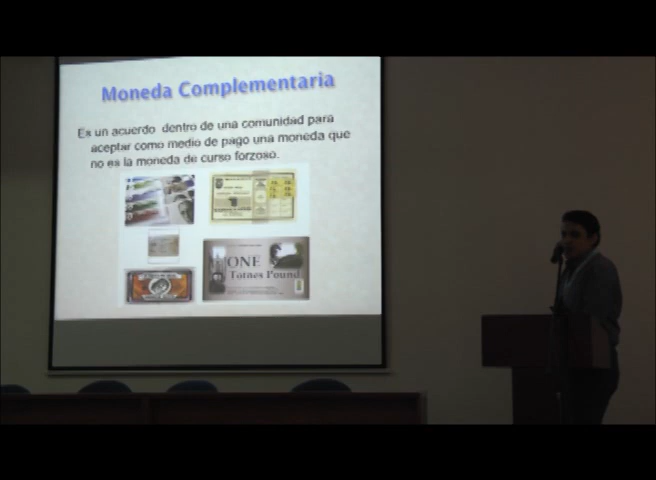 Moneda Complementaria
Es un acuerdo dentro de una comunidad para
aceptar como medio de pago una moneda que
no es la moneda de curso forzoso.
ONE
Totnes Pound